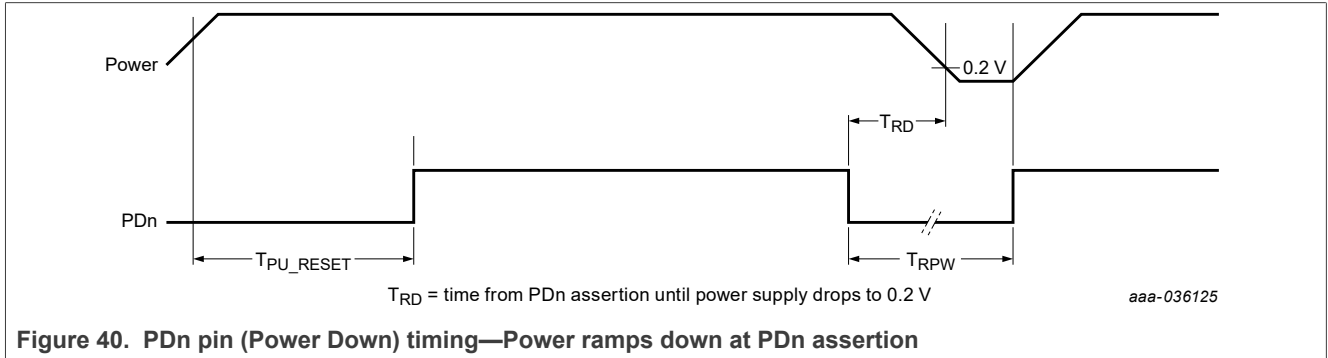 Power
0.2 V
TRD
PDn
TPU_RESET
TRPW
TRD = time from PDn assertion until power supply drops to 0.2 V
aaa-036125
Figure 40. PDn pin (Power Down) timing—Power ramps down at PDn assertion